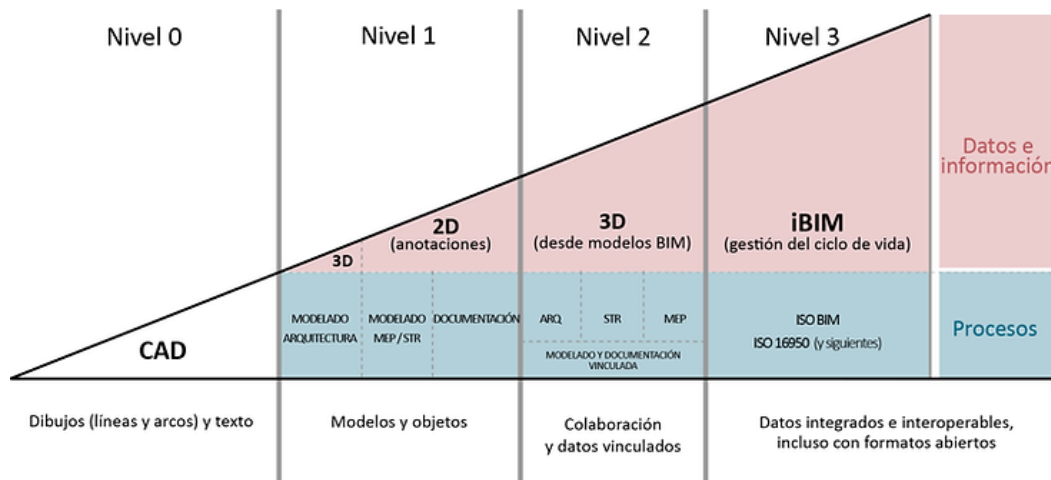 Nivel 0
Nivel 1
Nivel 2
Nivel 3
Datos e
información
2D
(anotaciones)
3D
3D
(desde modelos BIM)
iBIM
(gestión del ciclo de vida)
CAD
MODELADO
ARQUITECTURA
MODELADO
MEP / STR
DOCUMENTACIÓN
ARQ
STR
MEP
MODELADO Y DOCUMENTACIÓN
VINCULADA
ISO BIM
ISO 16950 (y siguientes)
Procesos
Dibujos (líneas y arcos) y texto
Modelos y objetos
Colaboración
y datos vinculados
Datos integrados e interoperables,
incluso con formatos abiertos